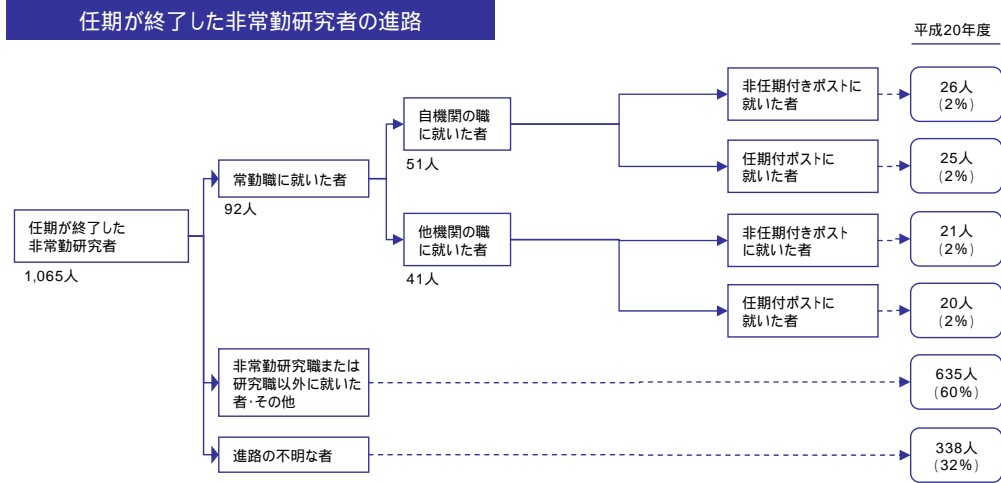 任期が終了した非常勤研究者の進路
平成20年度
非任期付きポストに
就いた者
26人
(2%)
自機関の職
に就いた者
51人
任期付ポストに
就いた者
25人
(2%)
常勤職に就いた者
92人
任期が終了した
非常勤研究者
1,065人
他機関の職
に就いた者
41人
非任期付きポスト
に就いた者
21人
(2%)
任期付ポストに
就いた者
20人
(2%)
非常勤研究職または
研究職以外に就いた
者・その他
635人
(60%)
進路の不明な者
338人
(32%)